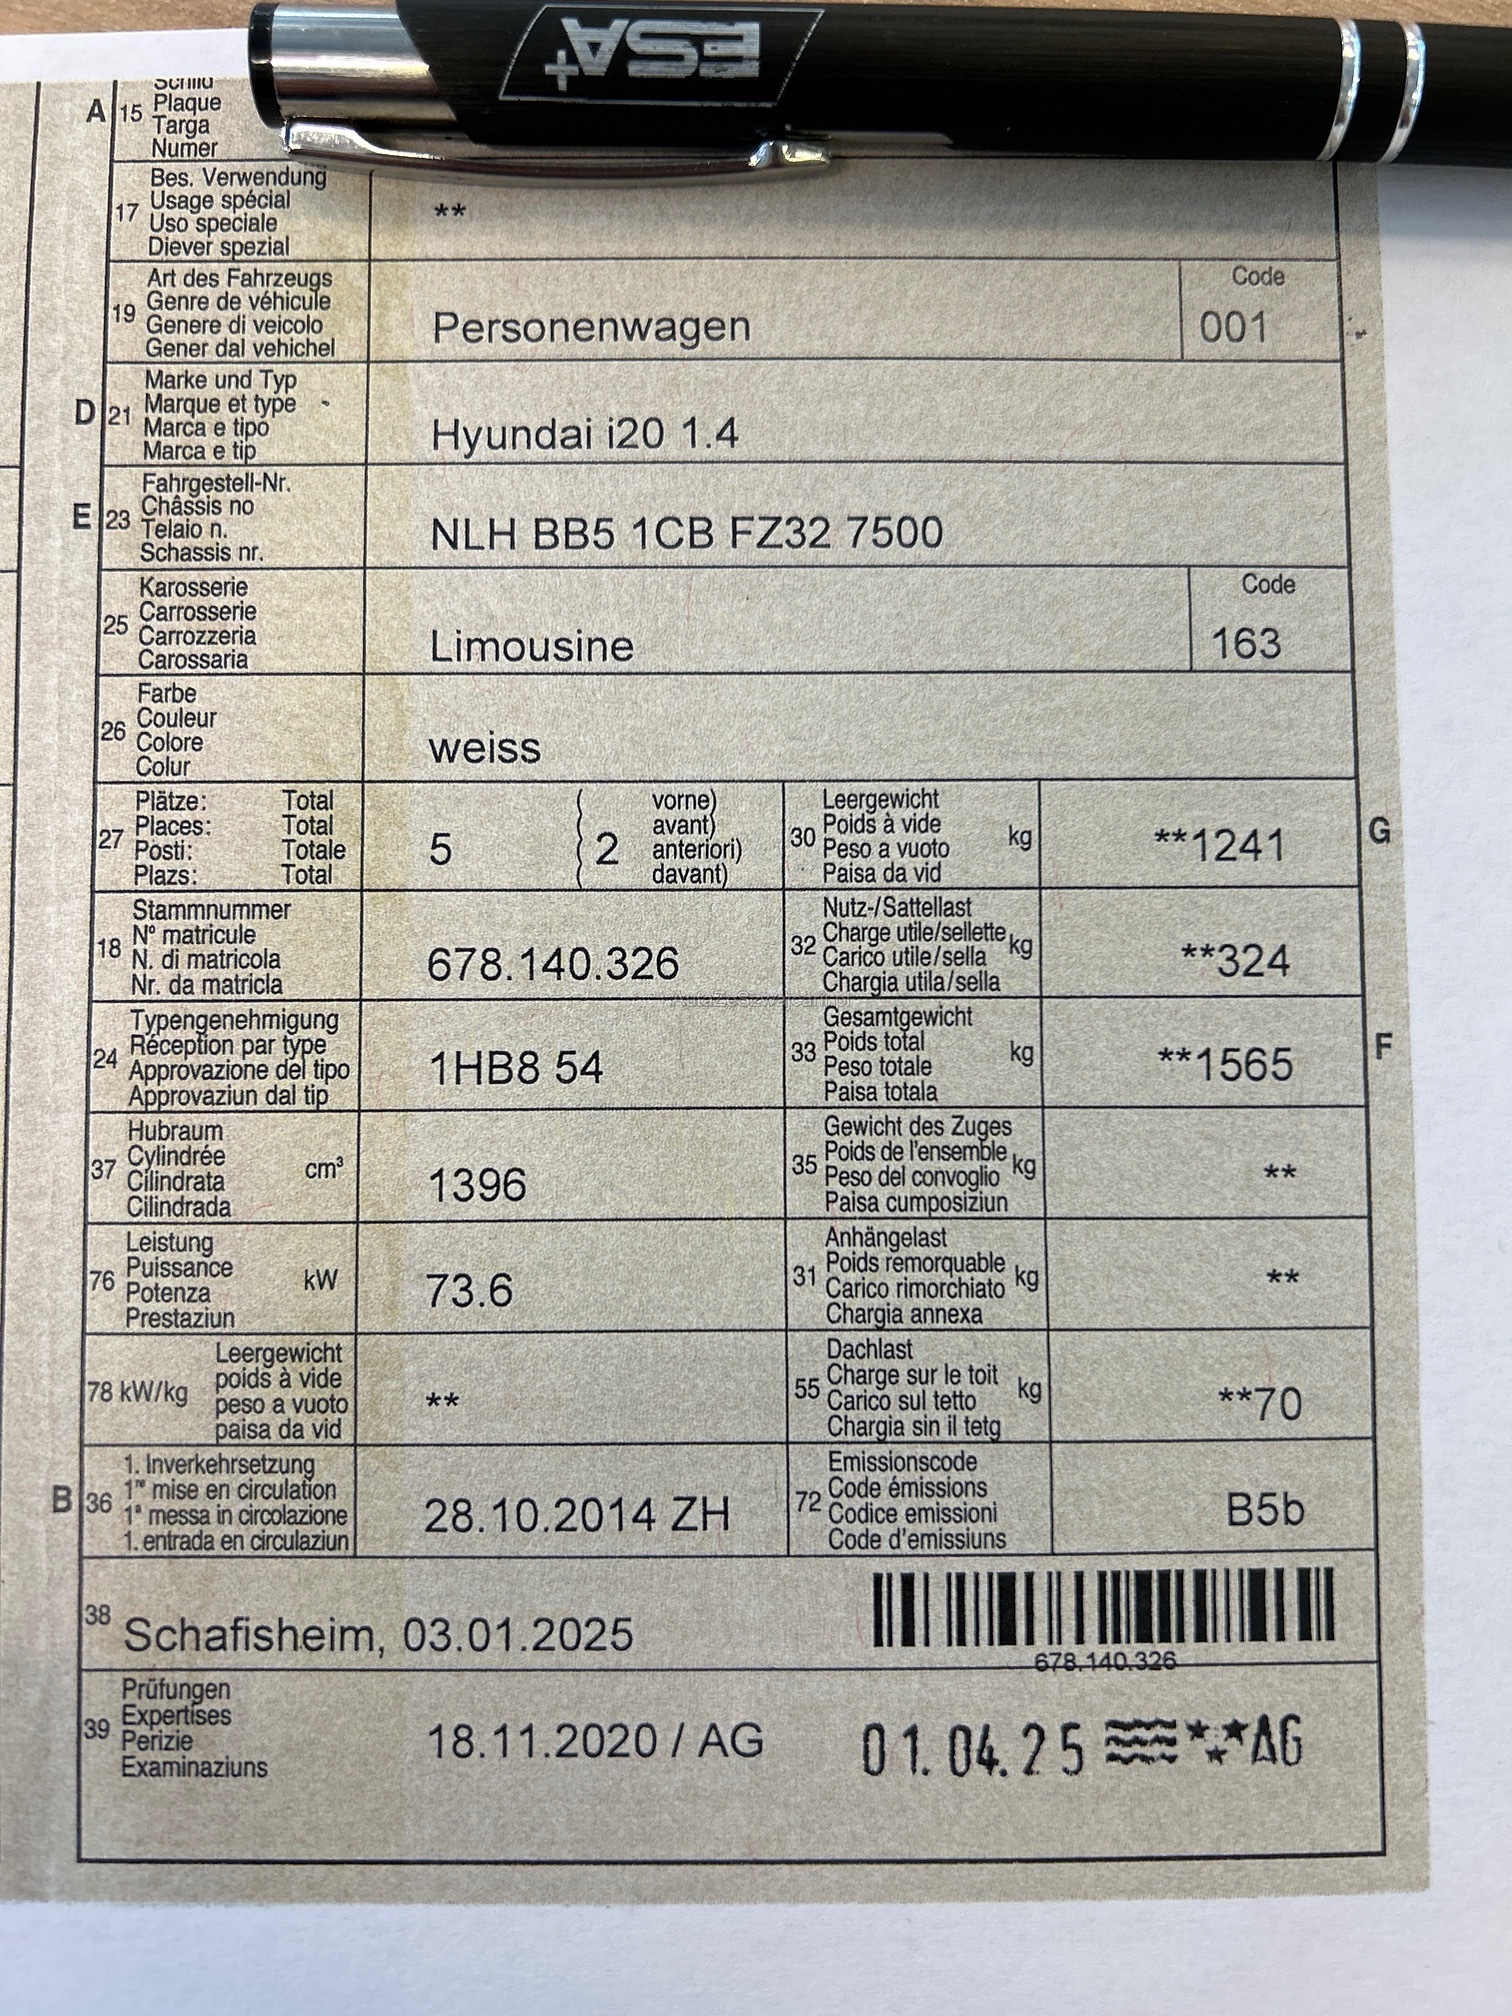 ESA+
A 15 Schild
Plaque
Targa
Numer
17 Bes. Verwendung
Usage spécial
Uso speciale
Diever spezial
**
19 Art des Fahrzeugs
Genre de véhicule
Genere di veicolo
Gener dal vehichel
Personenwagen
Code
001
D 21 Marke und Typ
Marque et type
Marca e tipo
Marca e tip
Hyundai i20 1.4
E 23 Fahrgestell-Nr.
Châssis no
Telaio n.
Schassis nr.
NLH BB5 1CB FZ32 7500
25 Karosserie
Carrosserie
Carrozzeria
Carossaria
Limousine
Code
163
26 Farbe
Couleur
Colore
Colur
weiss
27 Plätze: Total
Places: Total
Posti: Totale
Plazs: Total
5
( vorne)
( avant)
2
( anteriori)
( davant)
30 Leergewicht
Poids à vide
Peso a vuoto
Paisa da vid
kg
**1241
G
18 Stammnummer
N° matricule
N. di matricola
Nr. da matricla
678.140.326
32 Nutz-/Sattellast
Charge utile/sellette
Carico utile/sella
Chargia utila/sella
kg
**324
24 Typengenehmigung
Réception par type
Approvazione del tipo
Approvaziun dal tip
1HB8 54
33 Gesamtgewicht
Poids total
Peso totale
Paisa totala
kg
**1565
F
37 Hubraum
Cylindrée
Cilindrata
Cilindrada
cm³
1396
35 Gewicht des Zuges
Poids de l'ensemble
Peso del convoglio
Paisa cumposiziun
kg
**
76 Leistung
Puissance
Potenza
Prestaziun
kW
73.6
31 Anhängelast
Poids remorquable
Carico rimorchiato
Chargia annexa
kg
**
78 kW/kg
Leergewicht
poids à vide
peso a vuoto
paisa da vid
**
55 Dachlast
Charge sur le toit
Carico sul tetto
Chargia sin il tetg
kg
**70
B 36 1. Inverkehrsetzung
1re mise en circulation
1a messa in circolazione
1. entrada en circulaziun
28.10.2014 ZH
72 Emissionscode
Code émissions
Codice emissioni
Code d'emissiuns
B5b
38 Schafisheim, 03.01.2025
678.140.326
39 Prüfungen
Expertises
Perizie
Examinaziuns
18.11.2020 / AG
01.04.25 AG